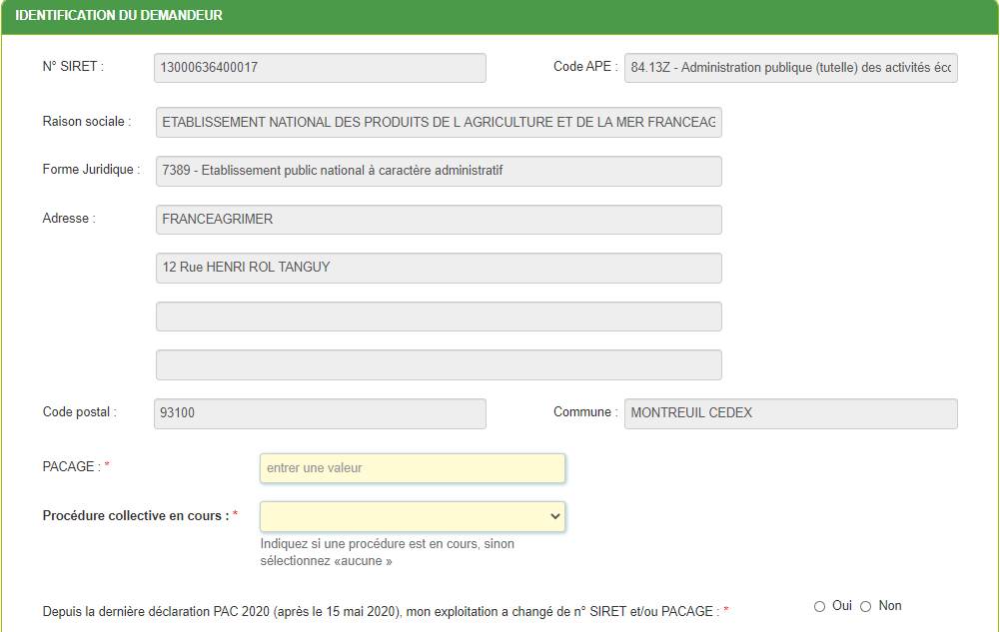 IDENTIFICATION DU DEMANDEUR
N° SIRET : 13000636400017 Code APE : 84.13Z - Administration publique (tutelle) des activités éco
Raison sociale : ETABLISSEMENT NATIONAL DES PRODUITS DE L AGRICULTURE ET DE LA MER FRANCEAG
Forme Juridique : 7389 - Etablissement public national à caractère administratif
Adresse : FRANCEAGRIMER
12 Rue HENRI ROL TANGUY
Code postal : 93100 Commune : MONTREUIL CEDEX
PACAGE : * entrer une valeur
Procédure collective en cours : *
Indiquez si une procédure est en cours, sinon
sélectionnez «aucune »
Depuis la dernière déclaration PAC 2020 (après le 15 mai 2020), mon exploitation a changé de n° SIRET et/ou PACAGE : * Oui Non